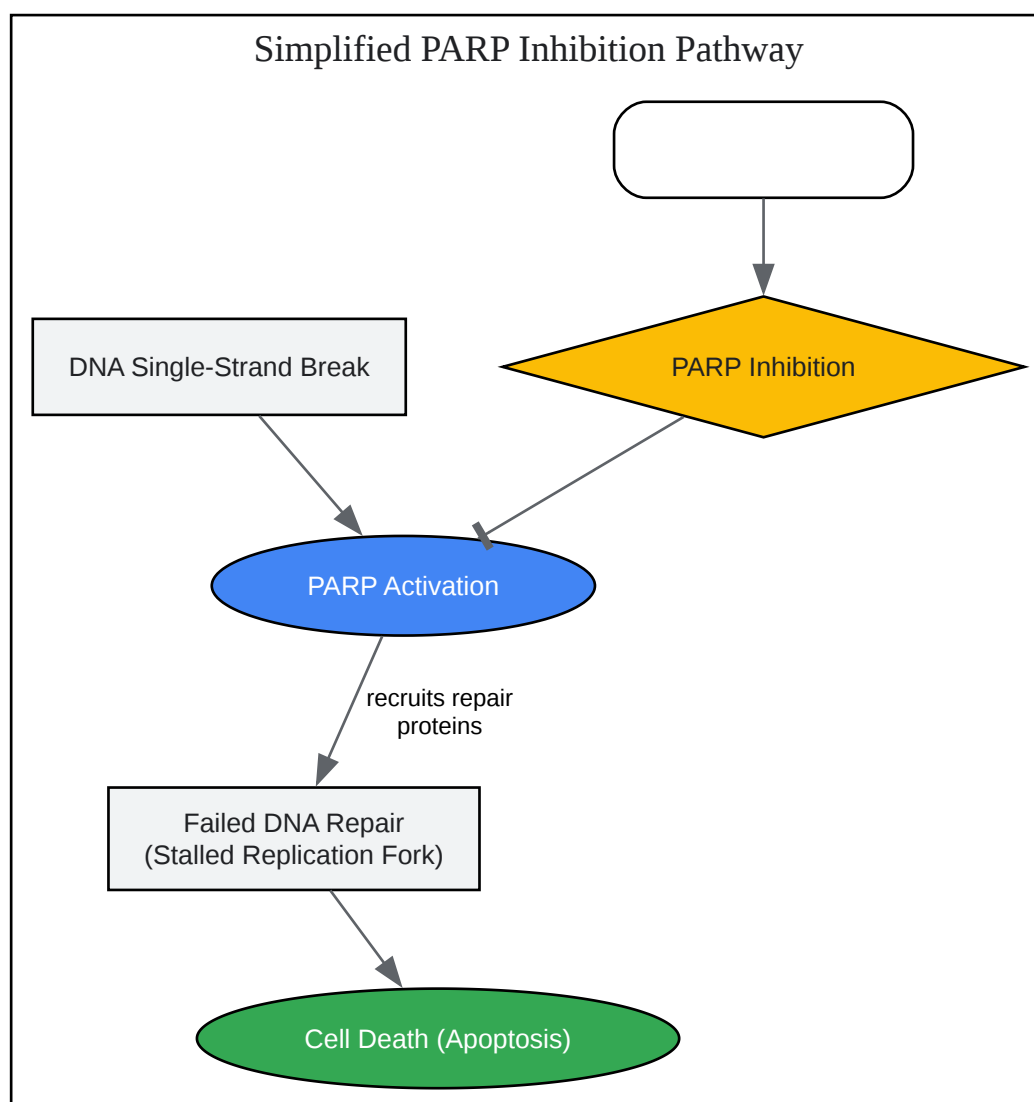 Simplified PARP Inhibition Pathway
DNA Single-Strand Break
PARP Inhibition
PARP Activation
recruits repair
proteins
Failed DNA Repair
(Stalled Replication Fork)
Cell Death (Apoptosis)